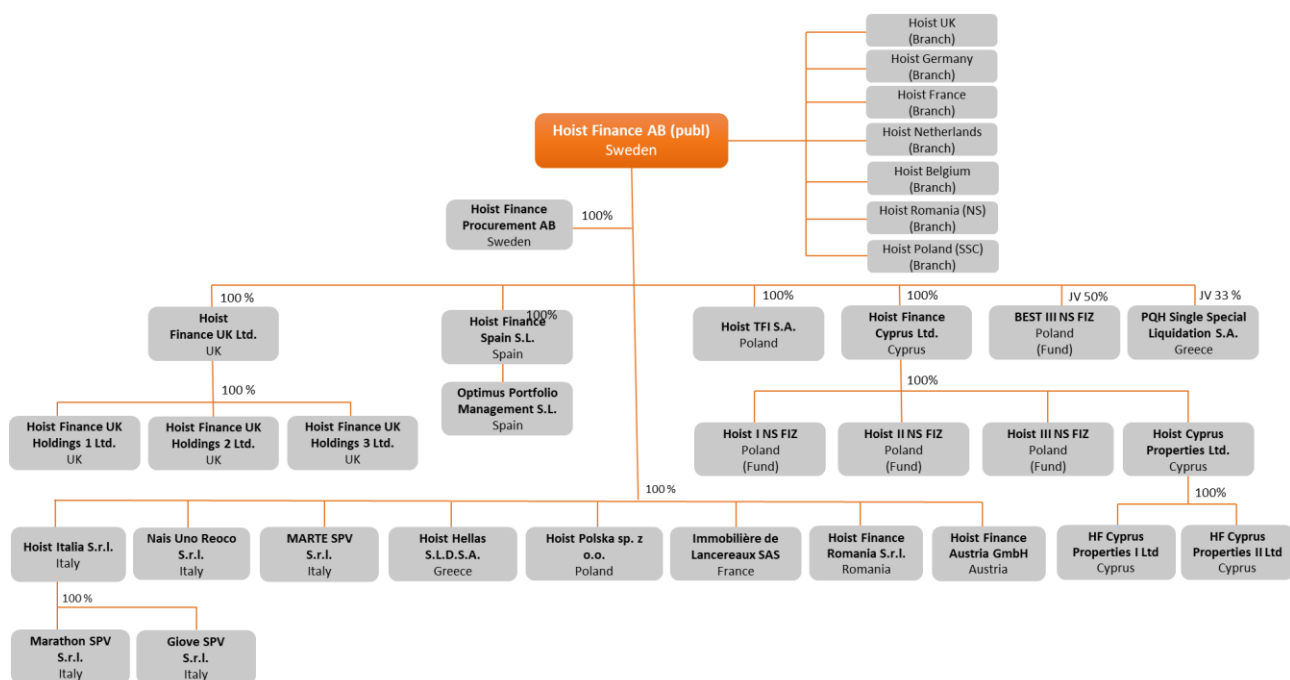 Hoist UK
(Branch)
Hoist Germany
(Branch)
Hoist France
(Branch)
Hoist Finance AB (publ)
Sweden
Hoist Netherlands
(Branch)
Hoist Belgium
(Branch)
Hoist Finance
Procurement AB
Sweden
100%
Hoist Romania (NS)
(Branch)
Hoist Poland (SSC)
(Branch)
100 %
100%
100%
100%
JV 50%
JV 33 %
Hoist
Finance UK Ltd.
UK
Hoist Finance
Spain S.L.
Spain
Hoist TFI S.A.
Poland
Hoist Finance
Cyprus Ltd.
Cyprus
BEST III NS FIZ
Poland
(Fund)
PQH Single Special
Liquidation S.A.
Greece
100 %
Optimus Portfolio
Management S.L.
Spain
100%
Hoist Finance UK
Holdings 1 Ltd.
UK
Hoist Finance UK
Holdings 2 Ltd.
UK
Hoist Finance UK
Holdings 3 Ltd.
UK
Hoist I NS FIZ
Poland
(Fund)
Hoist II NS FIZ
Poland
(Fund)
Hoist III NS FIZ
Poland
(Fund)
Hoist Cyprus
Properties Ltd.
Cyprus
100 %
100%
Hoist Italia S.r.l.
Italy
Nais Uno Reoco
S.r.l.
Italy
MARTE SPV
S.r.l.
Italy
Hoist Hellas
S.L.D.S.A.
Greece
Hoist Polska sp. z
o.o.
Poland
Immobilière de
Lancereaux SAS
France
Hoist Finance
Romania S.r.l.
Romania
Hoist Finance
Austria GmbH
Austria
HF Cyprus
Properties I Ltd
Cyprus
HF Cyprus
Properties II Ltd
Cyprus
100 %
Marathon SPV
S.r.l.
Italy
Giove SPV
S.r.l.
Italy